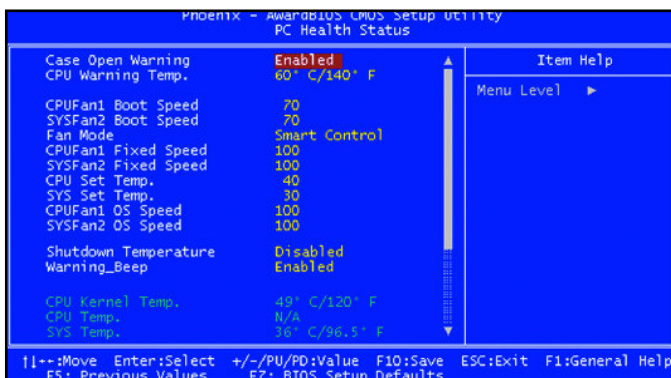 Phoenix - AwardBIOS CMOS Setup Utility
PC Health Status
Case Open Warning Enabled
CPU Warning Temp. 60° C/140° F
CPUFan1 Boot Speed 70
SYSFan2 Boot Speed 70
Fan Mode Smart Control
CPUFan1 Fixed Speed 100
SYSFan2 Fixed Speed 100
CPU Set Temp. 40
SYS Set Temp. 30
CPUFan1 OS Speed 100
SYSFan2 OS Speed 100
Shutdown Temperature Disabled
Warning_Beep Enabled
CPU Kernel Temp. 49° C/120° F
CPU Temp. N/A
SYS Temp. 36° C/96.5° F
Item Help
Menu Level ▶
↑↓←→:Move Enter:Select +/-/PU/PD:Value F10:Save ESC:Exit F1:General Help
F5: Previous Values F7: BIOS Setup Defaults